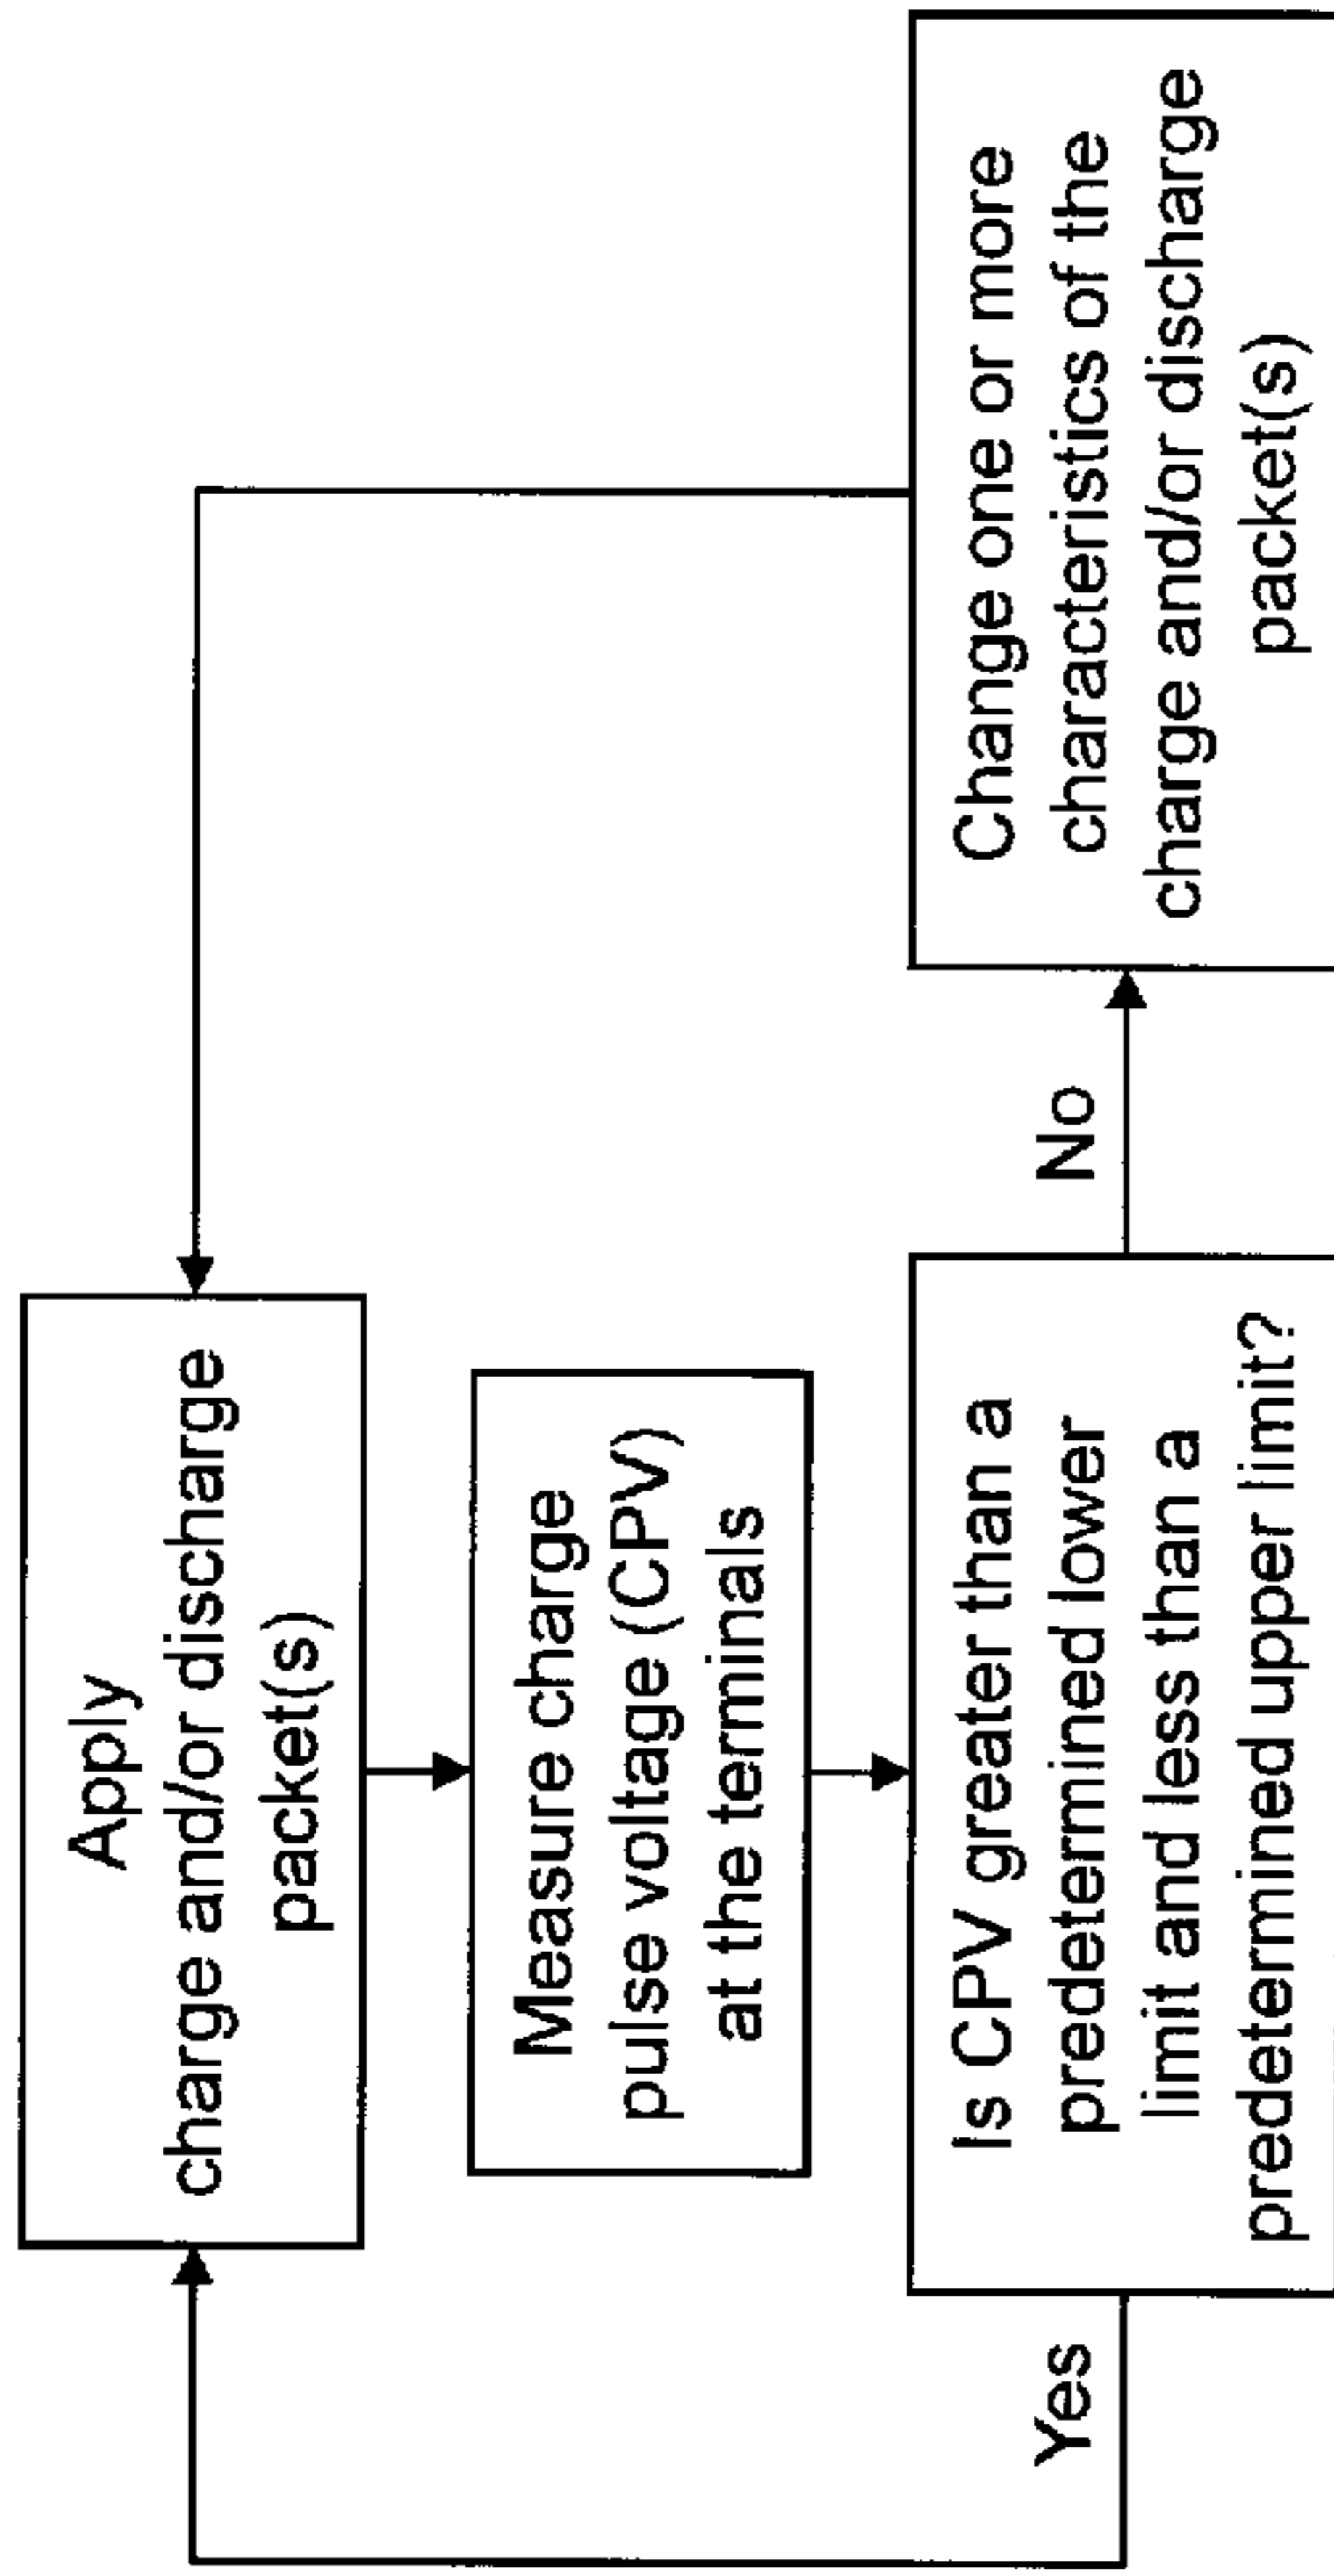 Apply
charge and/or discharge
packet(s)
Measure charge
pulse voltage (CPV)
at the terminals
Is CPV greater than a
predetermined lower
limit and less than a
predetermined upper limit?
Yes
No
Change one or more
characteristics of the
charge and/or discharge
packet(s)